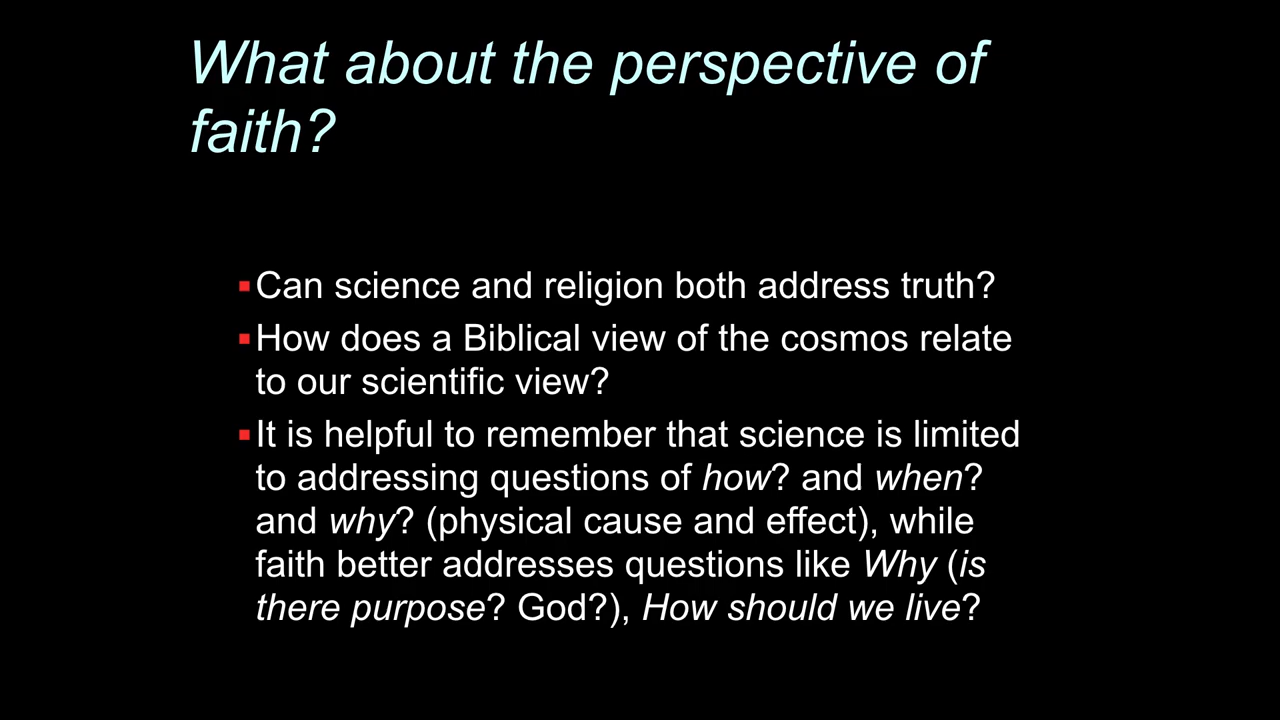 What about the perspective of
faith?
▪Can science and religion both address truth?
▪How does a Biblical view of the cosmos relate
to our scientific view?
▪It is helpful to remember that science is limited
to addressing questions of how? and when?
and why? (physical cause and effect), while
faith better addresses questions like Why (is
there purpose? God?), How should we live?